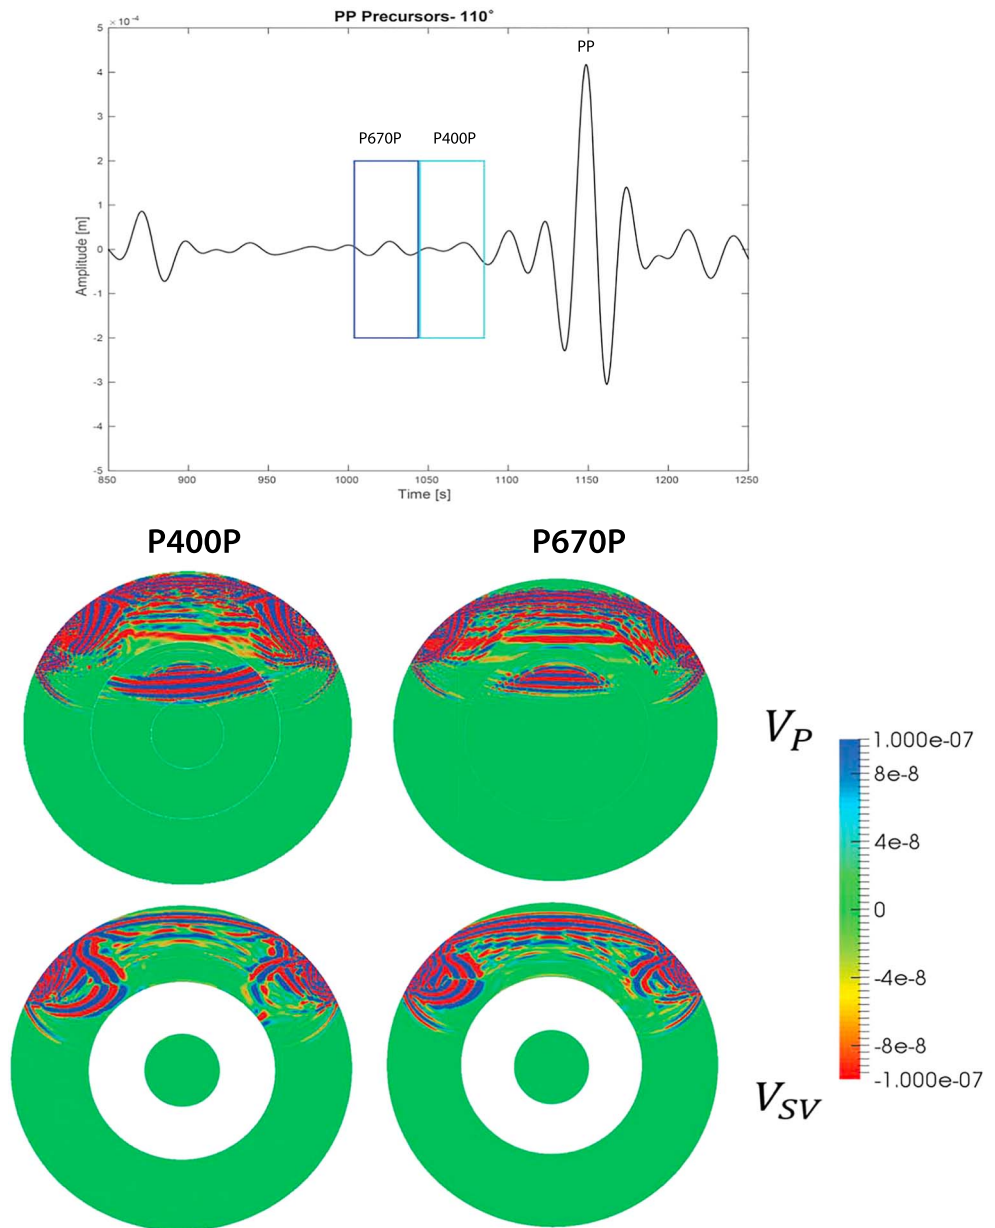 PP Precursors- 110°
×10⁻⁴
PP
P670P P400P
Amplitude [m]
5
4
3
2
1
0
-1
-2
-3
-4
-5
850 900 950 1000 1050 1100 1150 1200 1250
Time [s]
P400P P670P
V_P
1.000e-07
8e-8
4e-8
0
-4e-8
-8e-8
-1.000e-07
V_SV